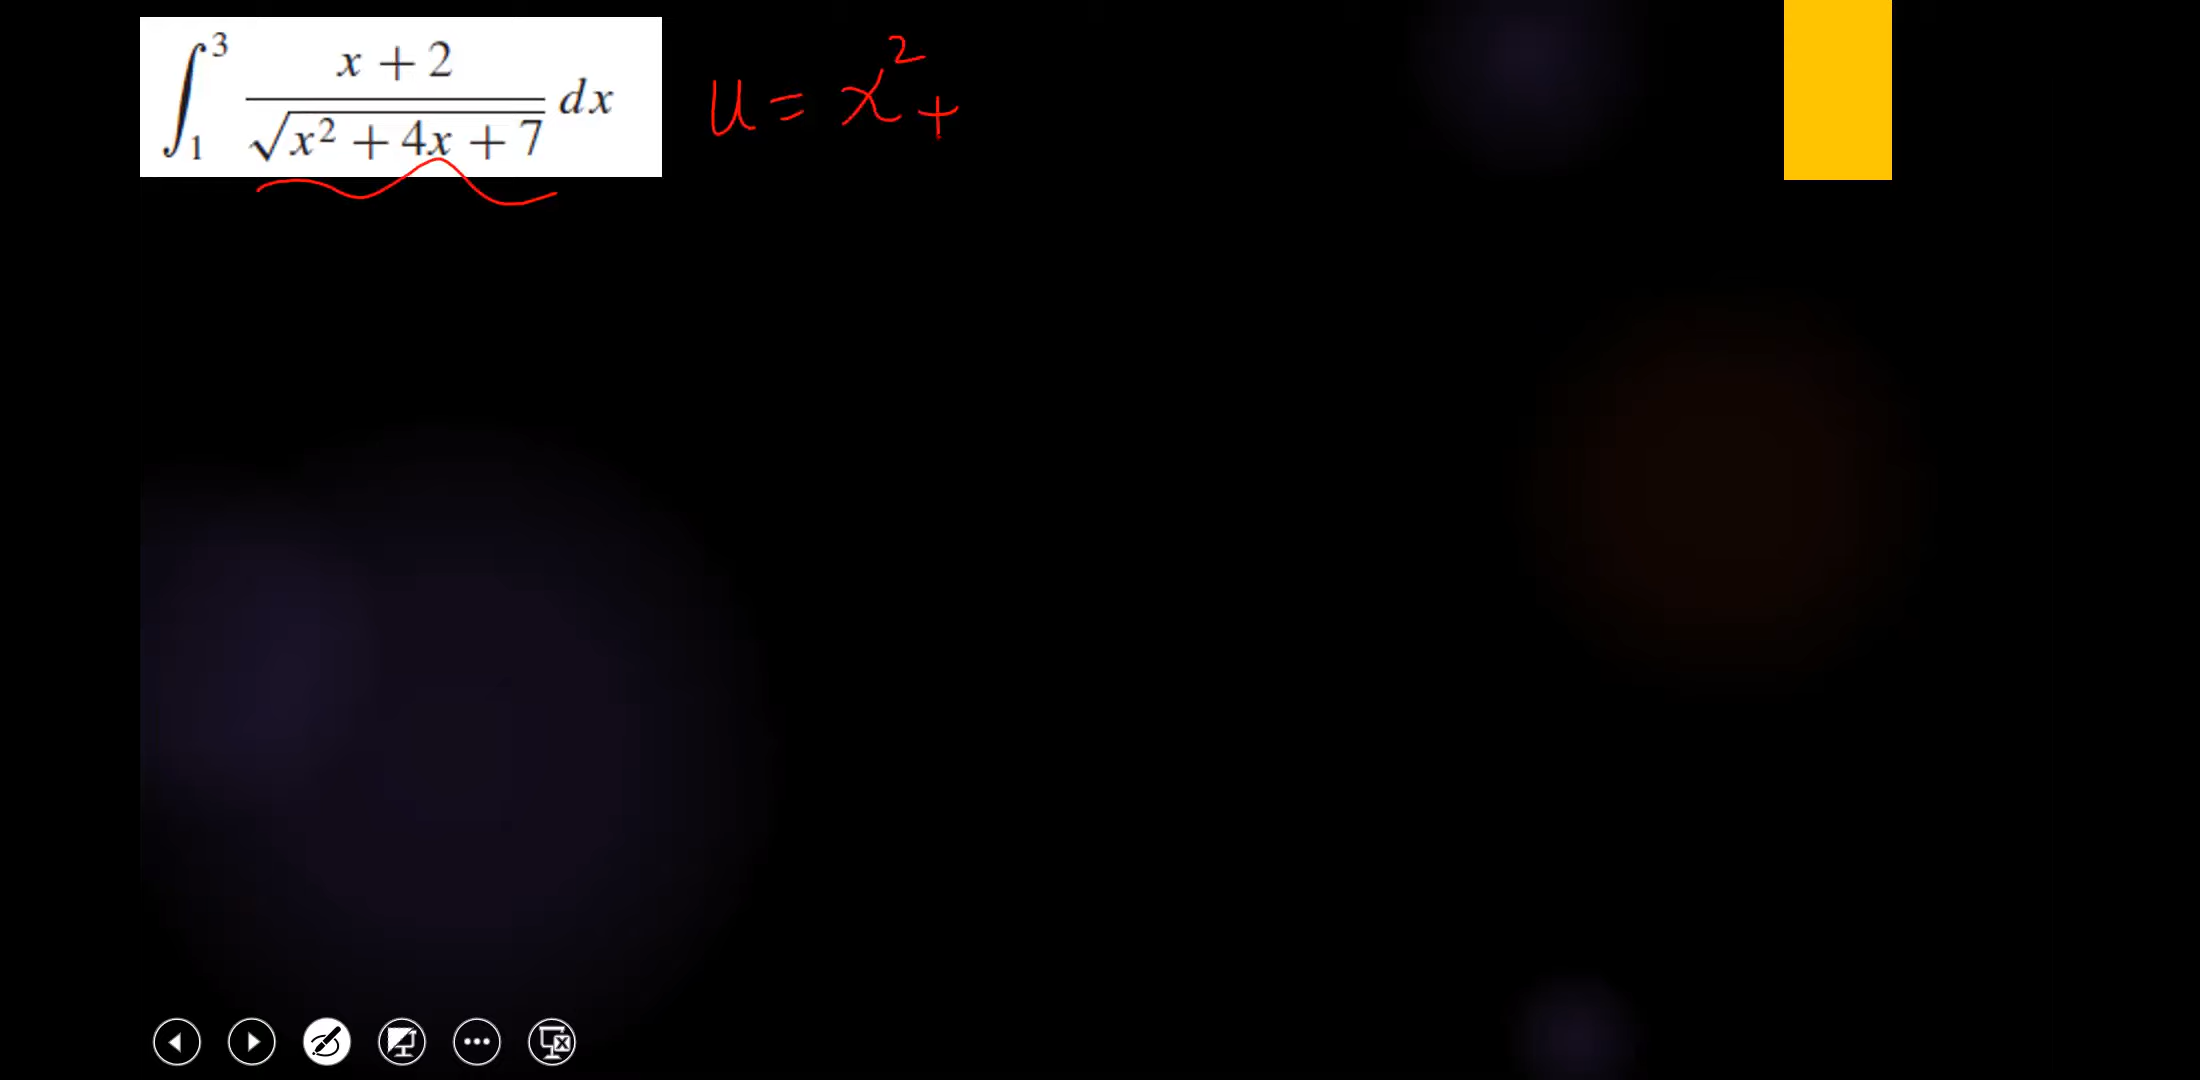 ∫₁³ (x + 2)/√(x² + 4x + 7) dx
u = x² +